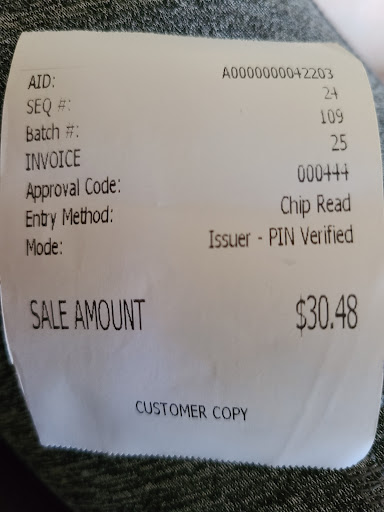 AID: A0000000042203
SEQ #: 24
Batch #: 109
INVOICE 25
Approval Code: 000444
Entry Method: Chip Read
Mode: Issuer - PIN Verified
SALE AMOUNT $30.48
CUSTOMER COPY